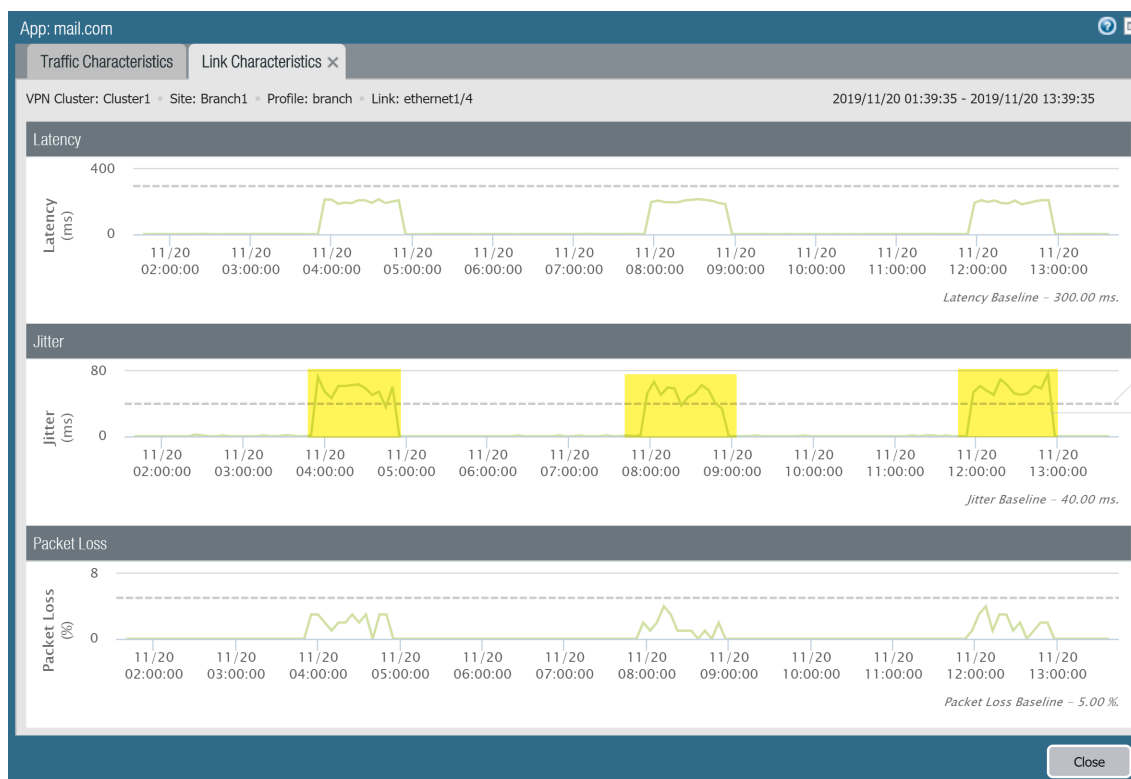 App: mail.com
Traffic Characteristics
Link Characteristics
VPN Cluster: Cluster1 • Site: Branch1 • Profile: branch • Link: ethernet1/4
2019/11/20 01:39:35 - 2019/11/20 13:39:35
Latency
400
0
Latency
(ms)
11/20 11/20 11/20 11/20 11/20 11/20 11/20 11/20 11/20 11/20 11/20 11/20
02:00:00 03:00:00 04:00:00 05:00:00 06:00:00 07:00:00 08:00:00 09:00:00 10:00:00 11:00:00 12:00:00 13:00:00
Latency Baseline – 300.00 ms.
Jitter
80
0
Jitter
(ms)
11/20 11/20 11/20 11/20 11/20 11/20 11/20 11/20 11/20 11/20 11/20 11/20
02:00:00 03:00:00 04:00:00 05:00:00 06:00:00 07:00:00 08:00:00 09:00:00 10:00:00 11:00:00 12:00:00 13:00:00
Jitter Baseline – 40.00 ms.
Packet Loss
8
0
Packet Loss
(%)
11/20 11/20 11/20 11/20 11/20 11/20 11/20 11/20 11/20 11/20 11/20 11/20
02:00:00 03:00:00 04:00:00 05:00:00 06:00:00 07:00:00 08:00:00 09:00:00 10:00:00 11:00:00 12:00:00 13:00:00
Packet Loss Baseline – 5.00 %.
Close